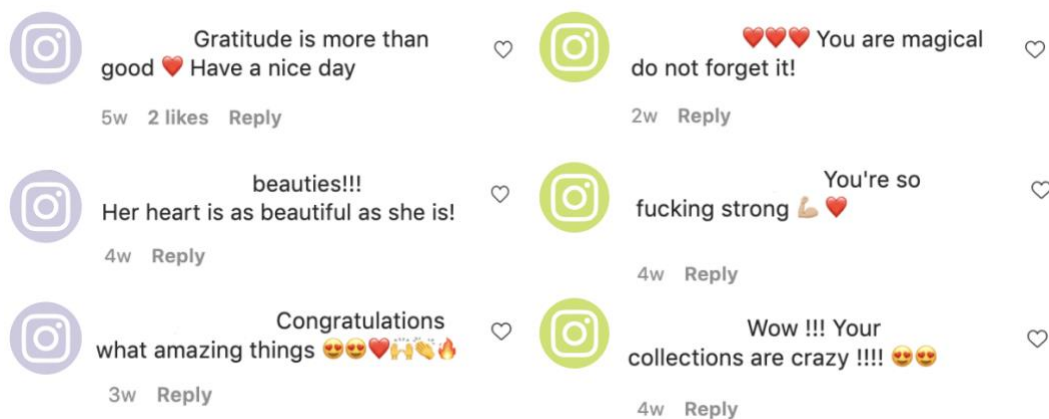 Gratitude is more than
good ❤️ Have a nice day
5w 2 likes Reply
beauties!!!
Her heart is as beautiful as she is!
4w Reply
Congratulations
what amazing things 😍😍❤️🙌👏🔥
3w Reply
❤️❤️❤️ You are magical
do not forget it!
2w Reply
You're so
fucking strong 💪🏼❤️
4w Reply
Wow !!! Your
collections are crazy !!!! 😍😍
4w Reply